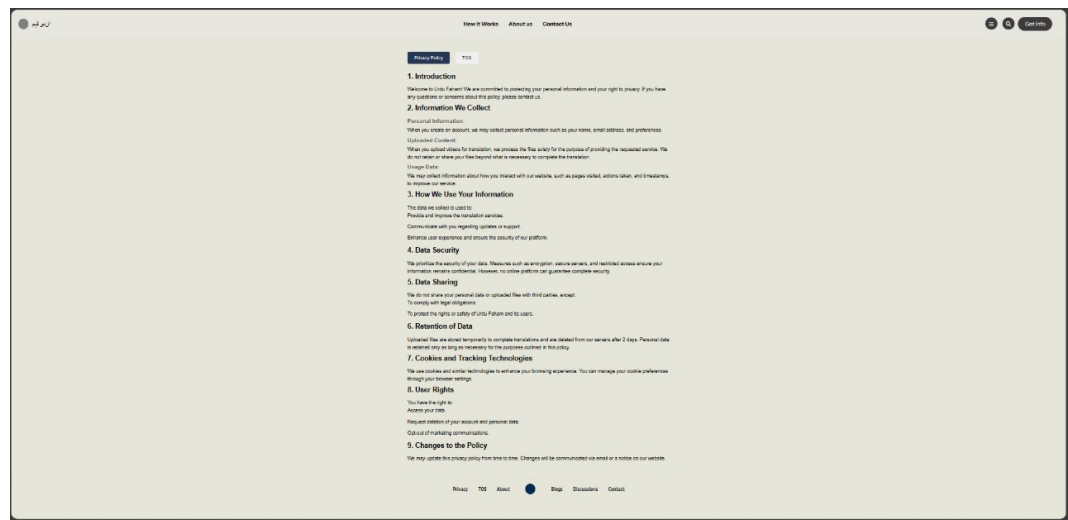 اردو فہم
How it Works About us Contact Us
Get Info
Privacy Policy TOS
1. Introduction
Welcome to Urdu Faham! We are committed to protecting your personal information and your right to privacy. If you have
any questions or concerns about this policy, please contact us.
2. Information We Collect
Personal Information:
When you create an account, we may collect personal information such as your name, email address, and preferences.
Uploaded Content:
When you upload videos for translation, we process the files solely for the purpose of providing the requested service. We
do not retain or share your files beyond what is necessary to complete the translation.
Usage Data:
We may collect information about how you interact with our website, such as pages visited, actions taken, and timestamps,
to improve our service.
3. How We Use Your Information
The data we collect is used to:
Provide and improve the translation services.
Communicate with you regarding updates or support.
Enhance user experience and ensure the security of our platform.
4. Data Security
We prioritize the security of your data. Measures such as encryption, secure servers, and restricted access ensure your
information remains confidential. However, no online platform can guarantee complete security.
5. Data Sharing
We do not share your personal data or uploaded files with third parties, except:
To comply with legal obligations.
To protect the rights or safety of Urdu Faham and its users.
6. Retention of Data
Uploaded files are stored temporarily to complete translations and are deleted from our servers after 2 days. Personal data
is retained only as long as necessary for the purposes outlined in this policy.
7. Cookies and Tracking Technologies
We use cookies and similar technologies to enhance your browsing experience. You can manage your cookie preferences
through your browser settings.
8. User Rights
You have the right to:
Access your data.
Request deletion of your account and personal data.
Opt-out of marketing communications.
9. Changes to the Policy
We may update this privacy policy from time to time. Changes will be communicated via email or a notice on our website.
Privacy TOS About Blogs Discussions Contact